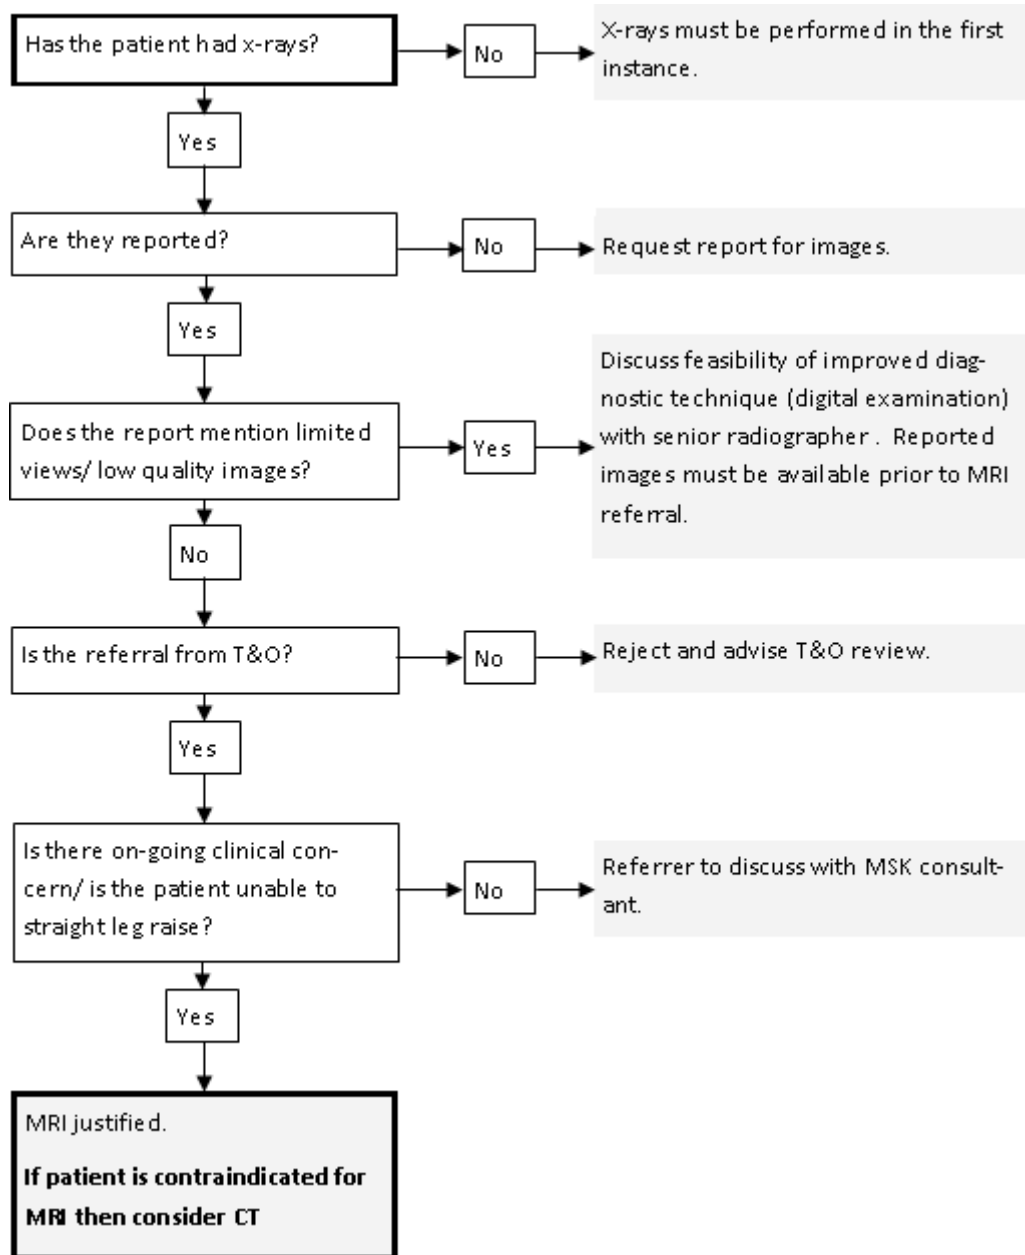 Has the patient had x-rays?
No
X-rays must be performed in the first
instance.
Yes
Are they reported?
No
Request report for images.
Yes
Does the report mention limited
views/ low quality images?
Yes
Discuss feasibility of improved diag-
nostic technique (digital examination)
with senior radiographer . Reported
images must be available prior to MRI
referral.
No
Is the referral from T&O?
No
Reject and advise T&O review.
Yes
Is there on-going clinical con-
cern/ is the patient unable to
straight leg raise?
No
Referrer to discuss with MSK consult-
ant.
Yes
MRI justified.
If patient is contraindicated for
MRI then consider CT